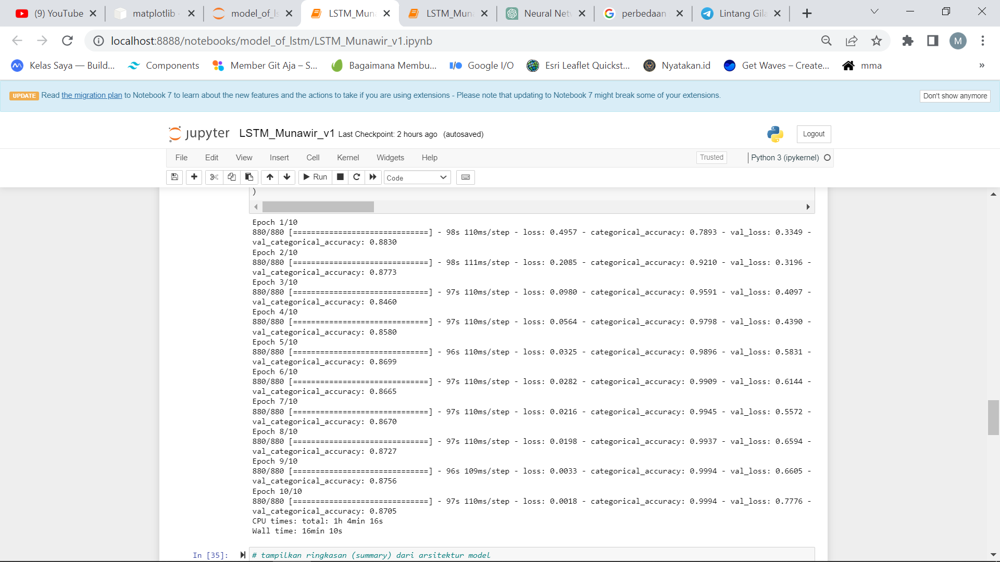 (9) YouTube
matplotlib
model_of_ls
LSTM_Mun
LSTM_Mun
Neural Net
perbedaan
Lintang Gila
localhost:8888/notebooks/model_of_lstm/LSTM_Munawir_v1.ipynb
M
Kelas Saya — Build...
Components
Member Git Aja – S...
Bagaimana Membu...
I/O Google I/O
Esri Leaflet Quickst...
Nyatakan.id
Get Waves – Create...
mma
»
UPDATE Read the migration plan to Notebook 7 to learn about the new features and the actions to take if you are using extensions - Please note that updating to Notebook 7 might break some of your extensions.
Don't show anymore
jupyter LSTM_Munawir_v1 Last Checkpoint: 2 hours ago (autosaved)
Logout
File Edit View Insert Cell Kernel Widgets Help
Trusted
Python 3 (ipykernel)
Run
Code
)
Epoch 1/10
880/880 [==============================] - 98s 110ms/step - loss: 0.4957 - categorical_accuracy: 0.7893 - val_loss: 0.3349 -
val_categorical_accuracy: 0.8830
Epoch 2/10
880/880 [==============================] - 98s 111ms/step - loss: 0.2085 - categorical_accuracy: 0.9210 - val_loss: 0.3196 -
val_categorical_accuracy: 0.8773
Epoch 3/10
880/880 [==============================] - 97s 110ms/step - loss: 0.0980 - categorical_accuracy: 0.9591 - val_loss: 0.4097 -
val_categorical_accuracy: 0.8460
Epoch 4/10
880/880 [==============================] - 97s 110ms/step - loss: 0.0564 - categorical_accuracy: 0.9798 - val_loss: 0.4390 -
val_categorical_accuracy: 0.8580
Epoch 5/10
880/880 [==============================] - 96s 110ms/step - loss: 0.0325 - categorical_accuracy: 0.9896 - val_loss: 0.5831 -
val_categorical_accuracy: 0.8699
Epoch 6/10
880/880 [==============================] - 97s 110ms/step - loss: 0.0282 - categorical_accuracy: 0.9909 - val_loss: 0.6144 -
val_categorical_accuracy: 0.8665
Epoch 7/10
880/880 [==============================] - 97s 110ms/step - loss: 0.0216 - categorical_accuracy: 0.9945 - val_loss: 0.5572 -
val_categorical_accuracy: 0.8670
Epoch 8/10
880/880 [==============================] - 97s 110ms/step - loss: 0.0198 - categorical_accuracy: 0.9937 - val_loss: 0.6594 -
val_categorical_accuracy: 0.8727
Epoch 9/10
880/880 [==============================] - 96s 109ms/step - loss: 0.0033 - categorical_accuracy: 0.9994 - val_loss: 0.6605 -
val_categorical_accuracy: 0.8756
Epoch 10/10
880/880 [==============================] - 97s 110ms/step - loss: 0.0018 - categorical_accuracy: 0.9994 - val_loss: 0.7776 -
val_categorical_accuracy: 0.8705
CPU times: total: 1h 4min 16s
Wall time: 16min 10s
In [35]: # tampilkan ringkasan (summary) dari arsitektur model